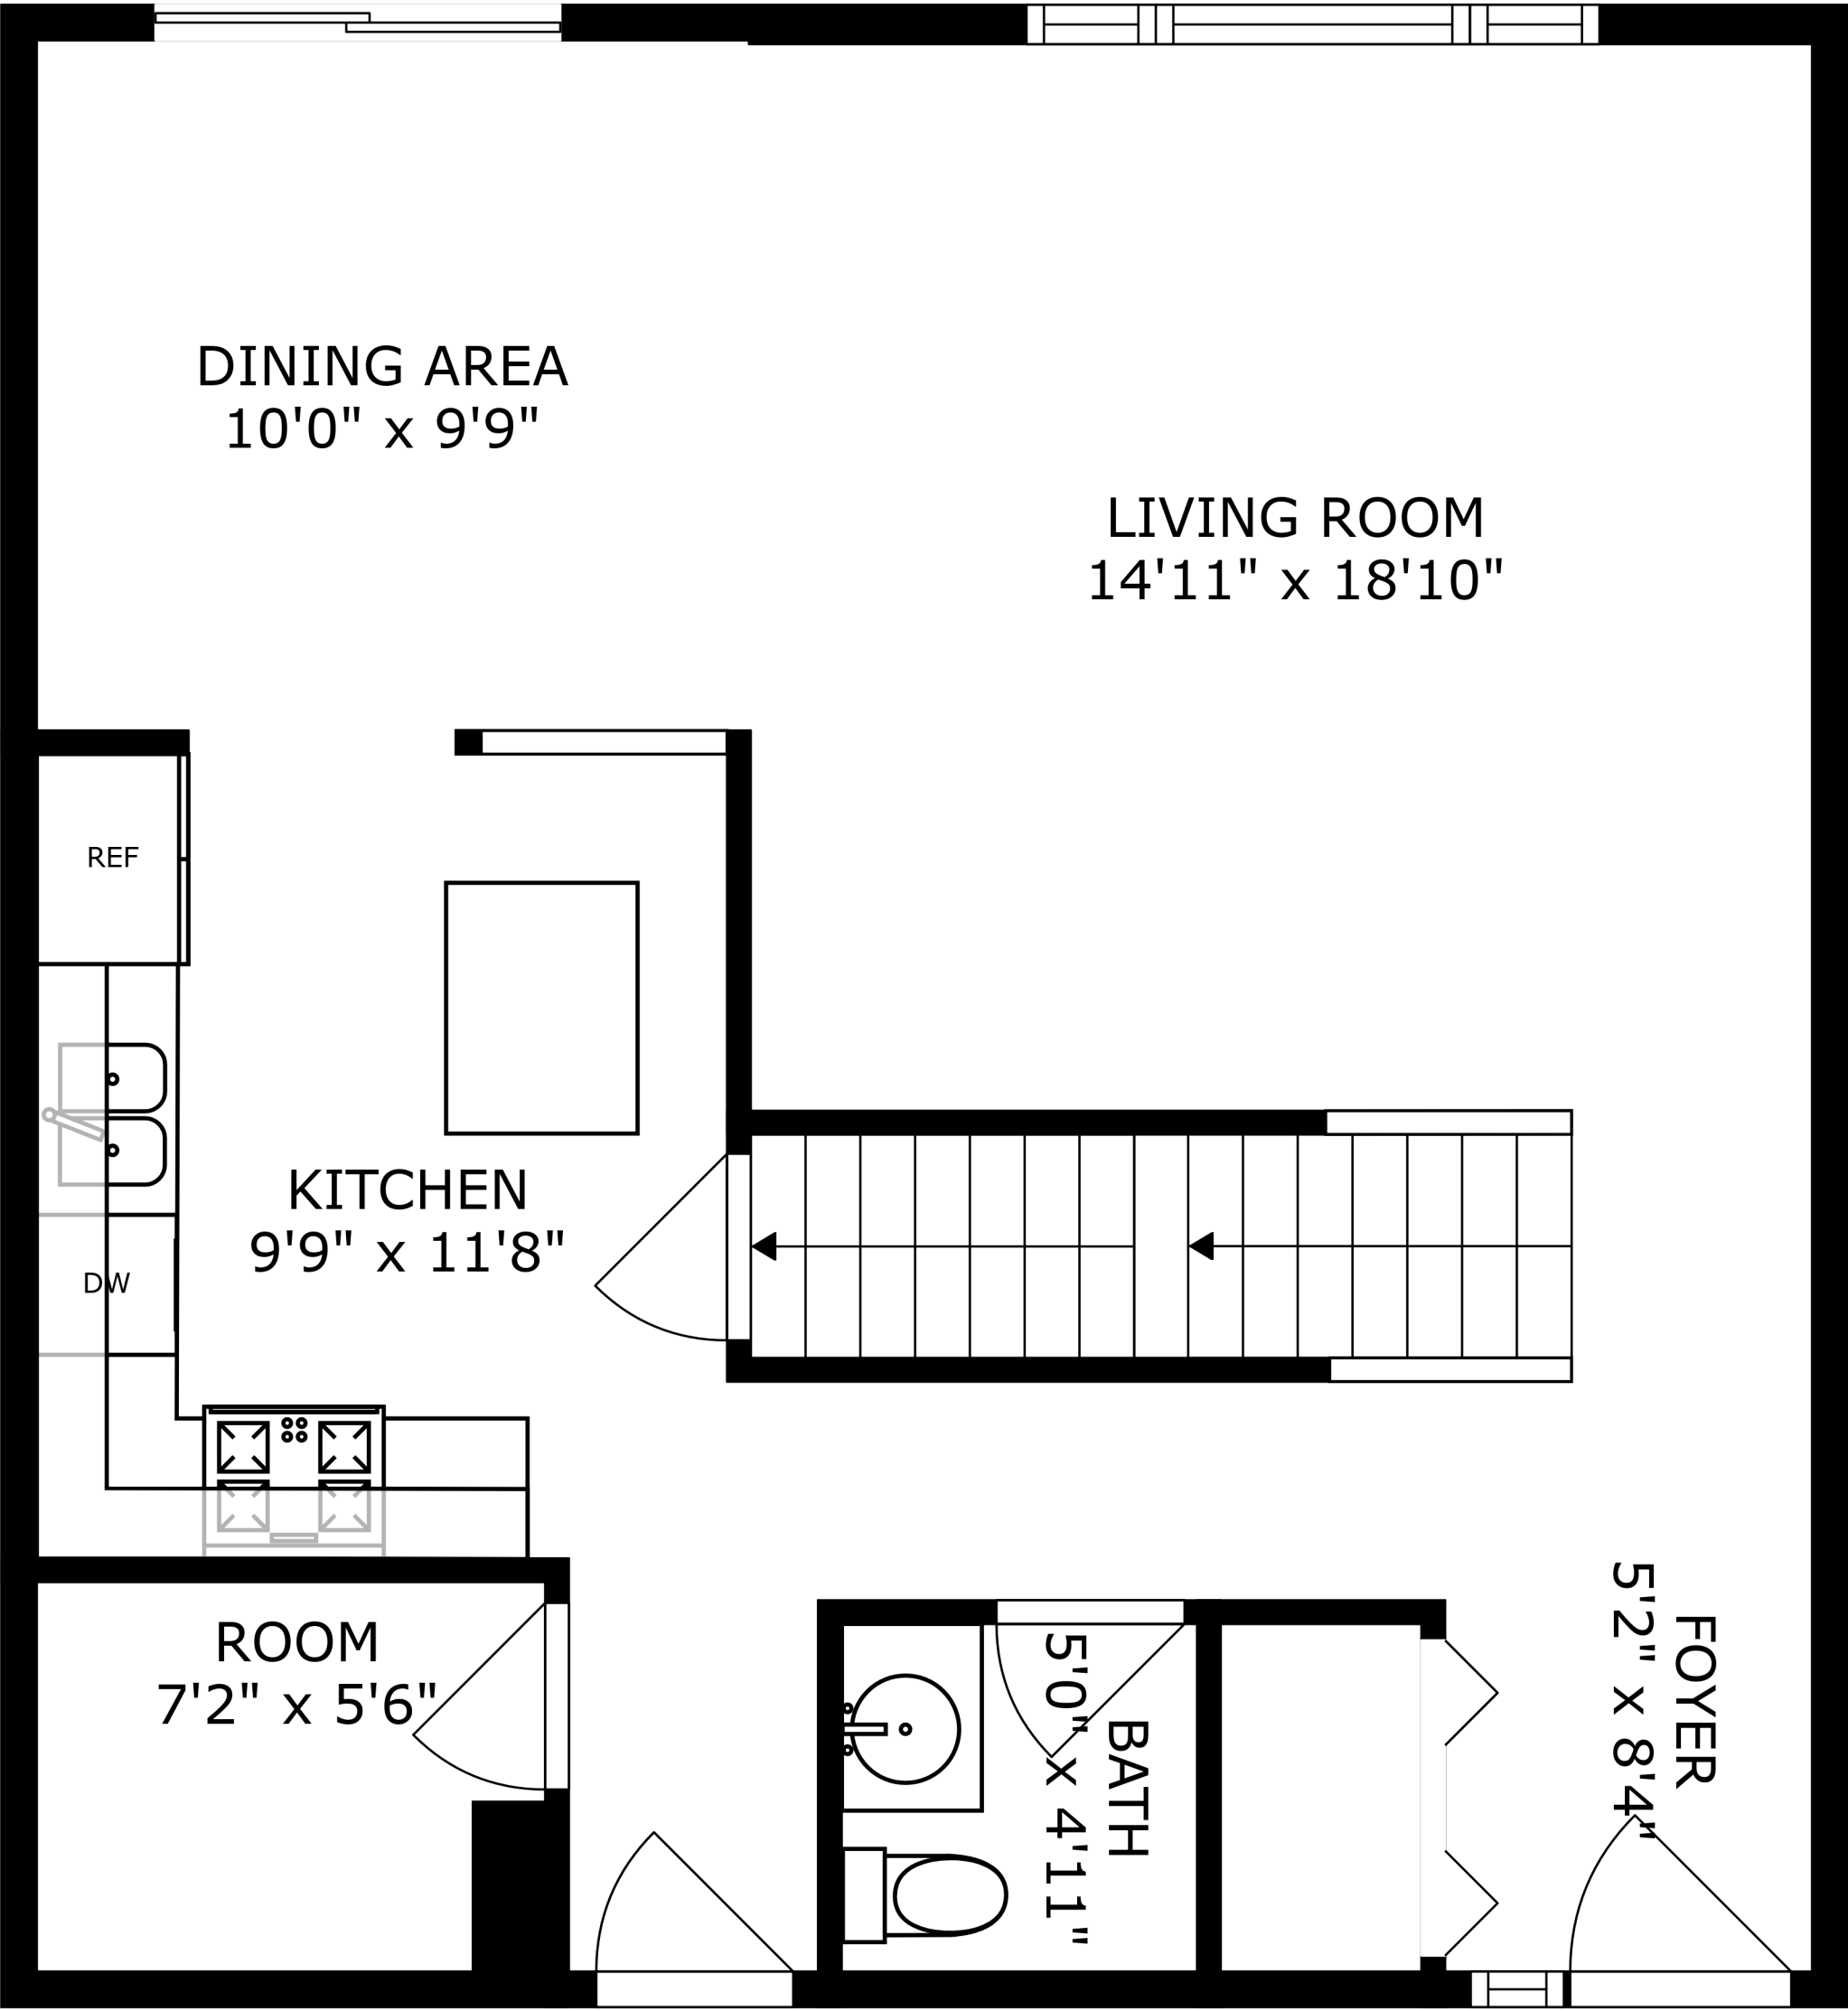 DINING AREA
10'0" x 9'9"
LIVING ROOM
14'11" x 18'10"
REF
KITCHEN
9'9" x 11'8"
DW
ROOM
7'2" x 5'6"
BATH
5'0" x 4'11"
FOYER
5'2" x 8'4"